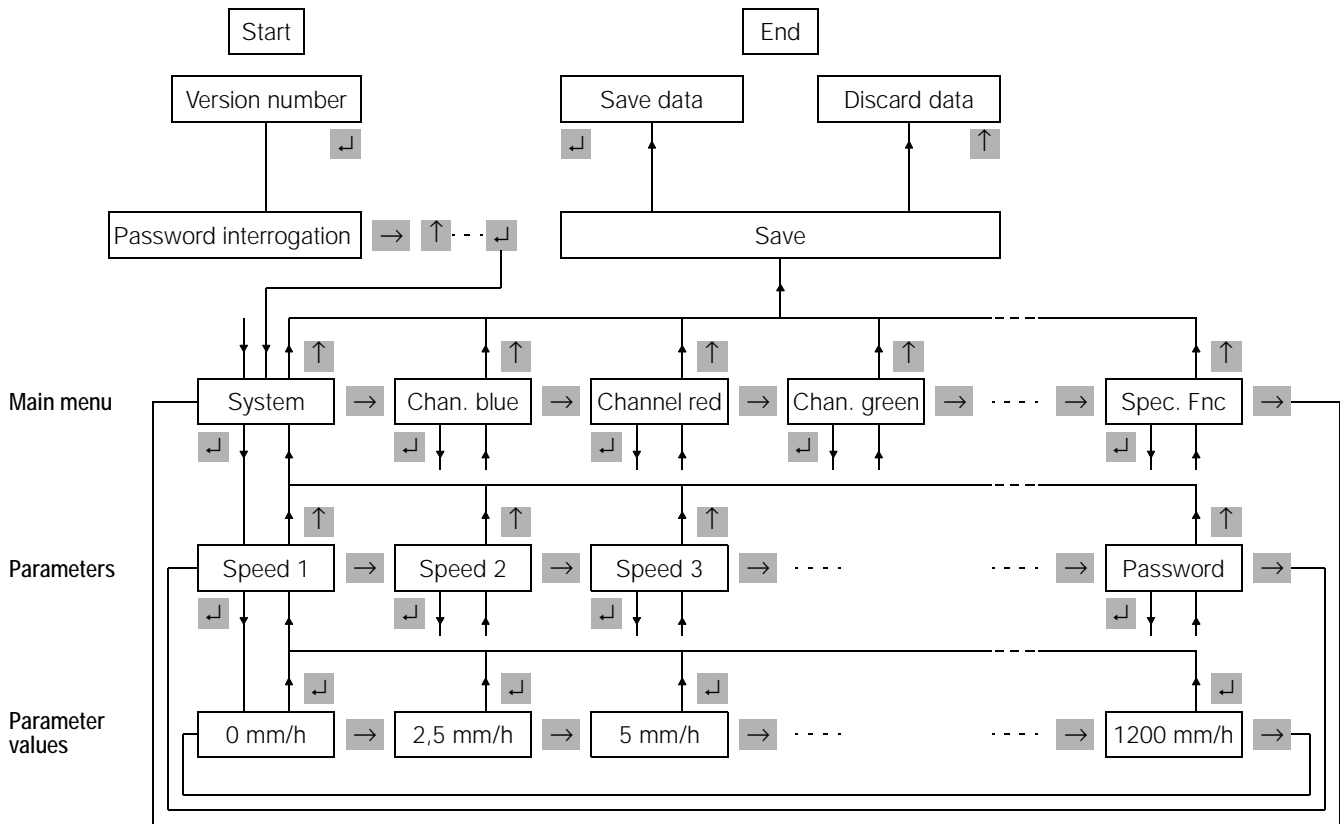 Start
End
Version number
Save data
Discard data
↵
↵
↑
Password interrogation → ↑ - - - ↵
Save
↑ ↑ ↑ ↑ ↑
Main menu
System → Chan. blue → Channel red → Chan. green → - - - - → Spec. Fnc →
↵ ↵ ↵ ↵ ↵
↑ ↑ ↑ ↑
Parameters
Speed 1 → Speed 2 → Speed 3 → - - - - - - - - → Password →
↵ ↵ ↵ ↵
↵ ↵ ↵ ↵
Parameter
values
0 mm/h → 2,5 mm/h → 5 mm/h → - - - - - - - - → 1200 mm/h →